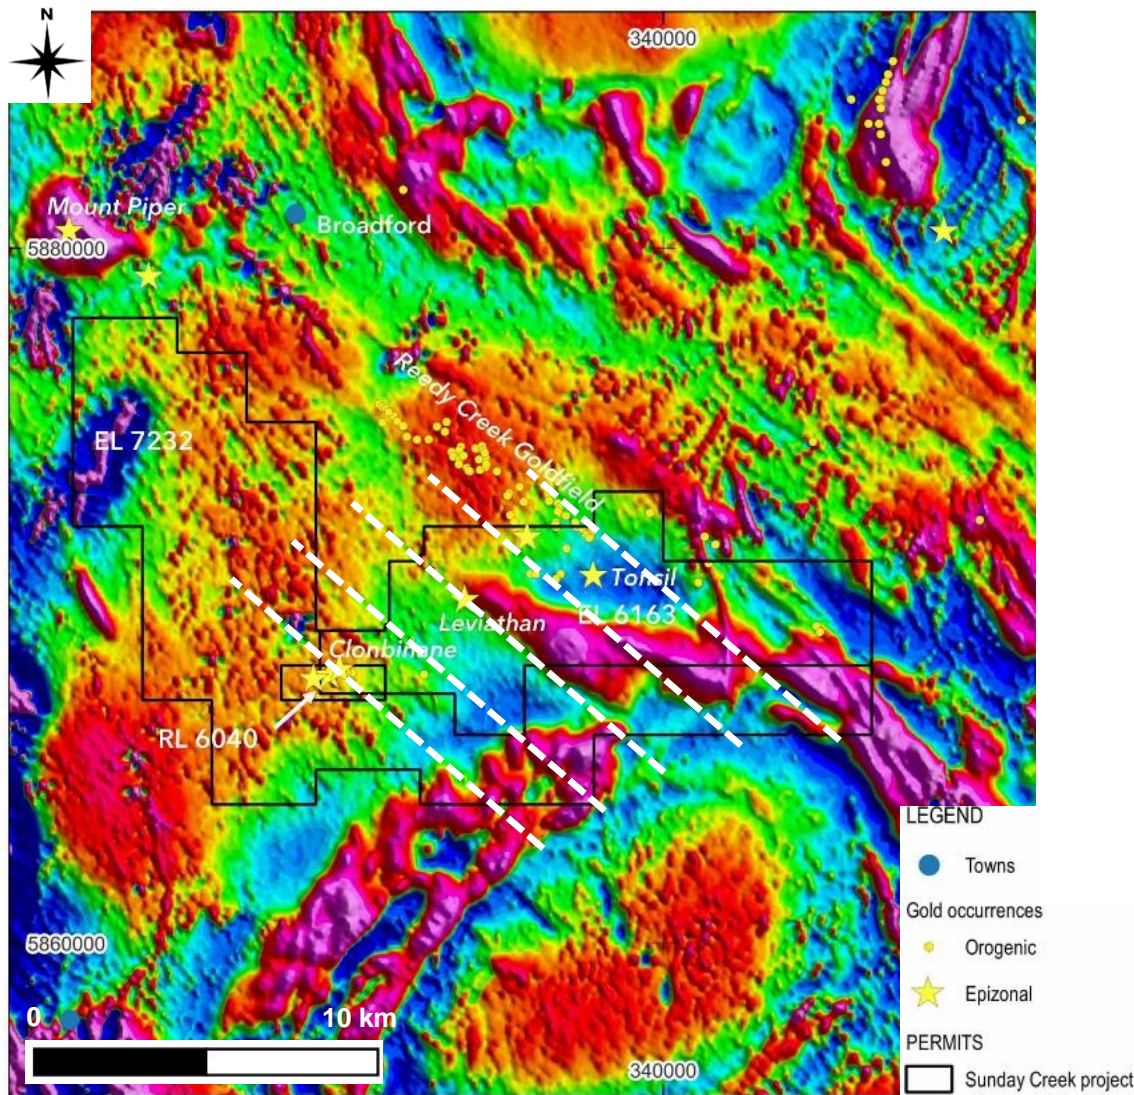 N
340000
Mount Piper
Broadford
5880000
Reedy Creek Goldfield
EL 7232
Tonsil
EL 6163
Leviathan
Clonbinane
RL 6040
LEGEND
Towns
Gold occurrences
Orogenic
Epizonal
PERMITS
Sunday Creek project
5860000
0 10 km
340000